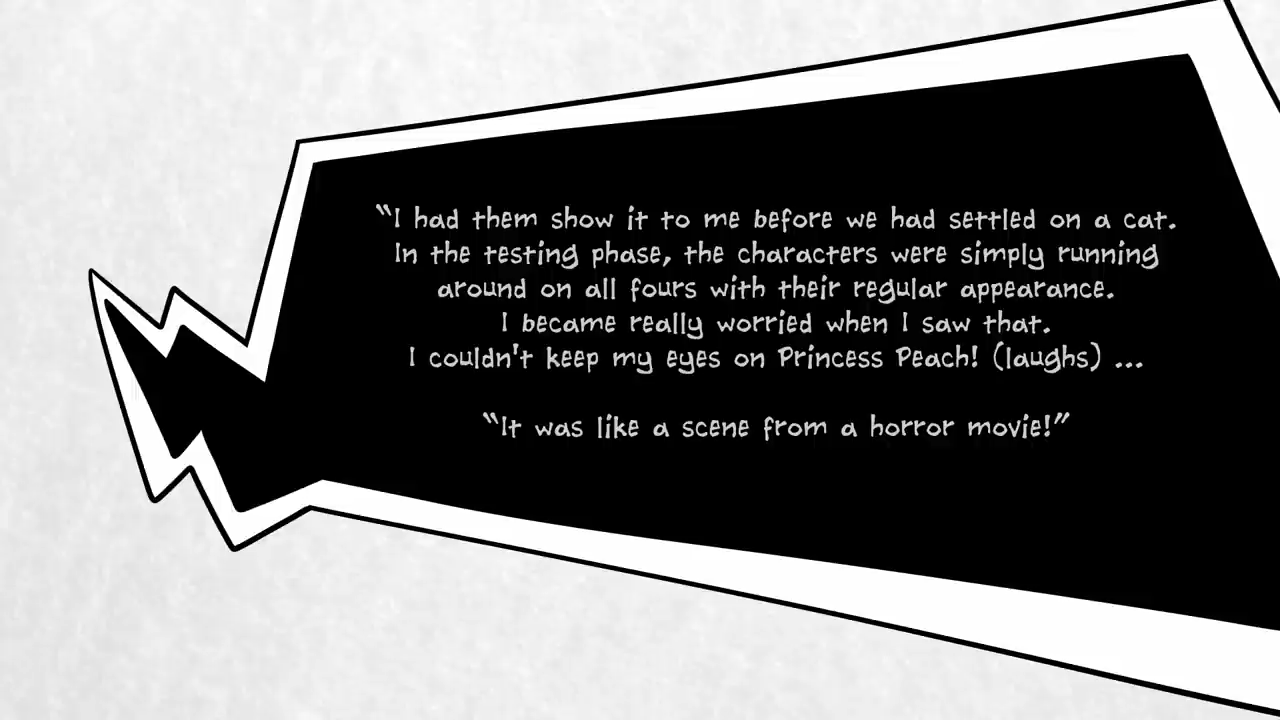 “I had them show it to me before we had settled on a cat.
In the testing phase, the characters were simply running
around on all fours with their regular appearance.
I became really worried when I saw that.
I couldn't keep my eyes on Princess Peach! (laughs) ...
“It was like a scene from a horror movie!”